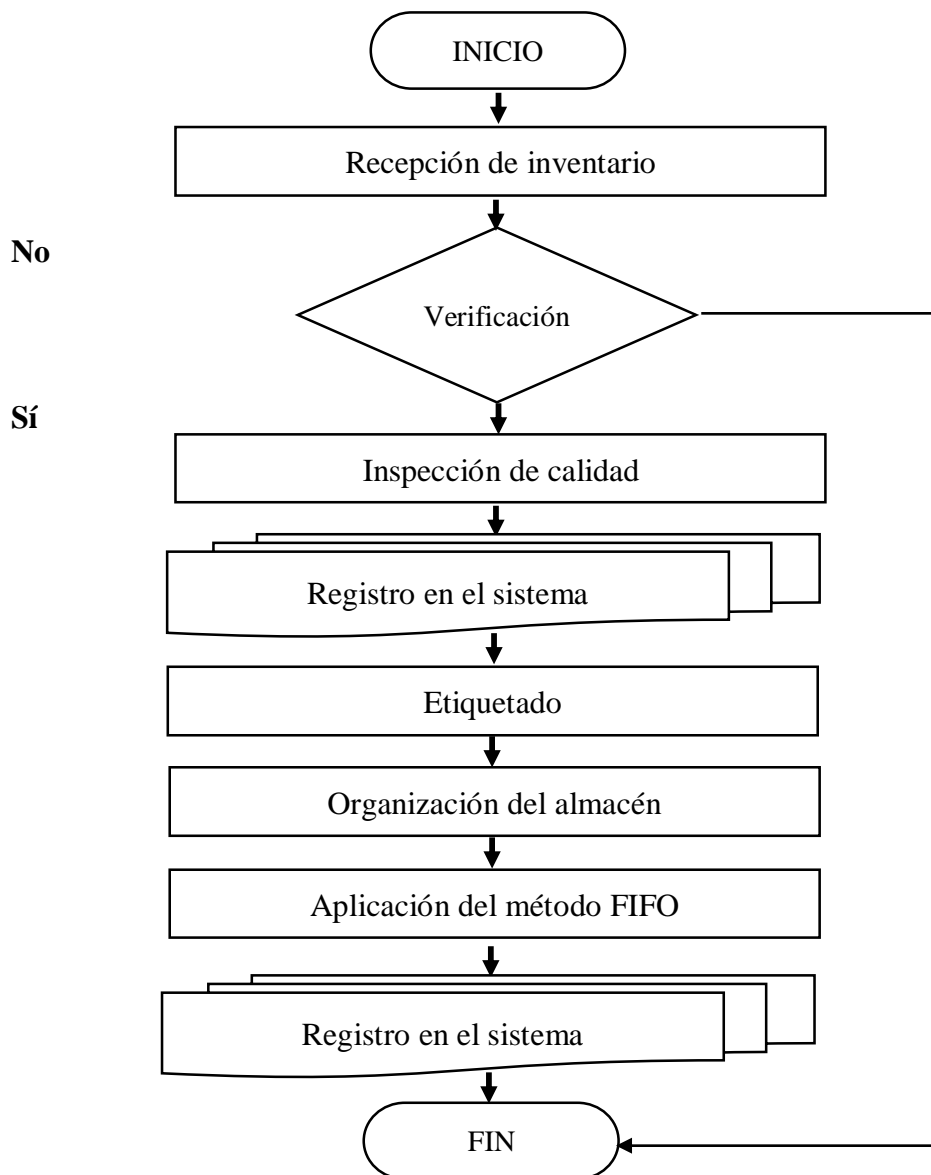 INICIO
Recepción de inventario
No
Verificación
Sí
Inspección de calidad
Registro en el sistema
Etiquetado
Organización del almacén
Aplicación del método FIFO
Registro en el sistema
FIN